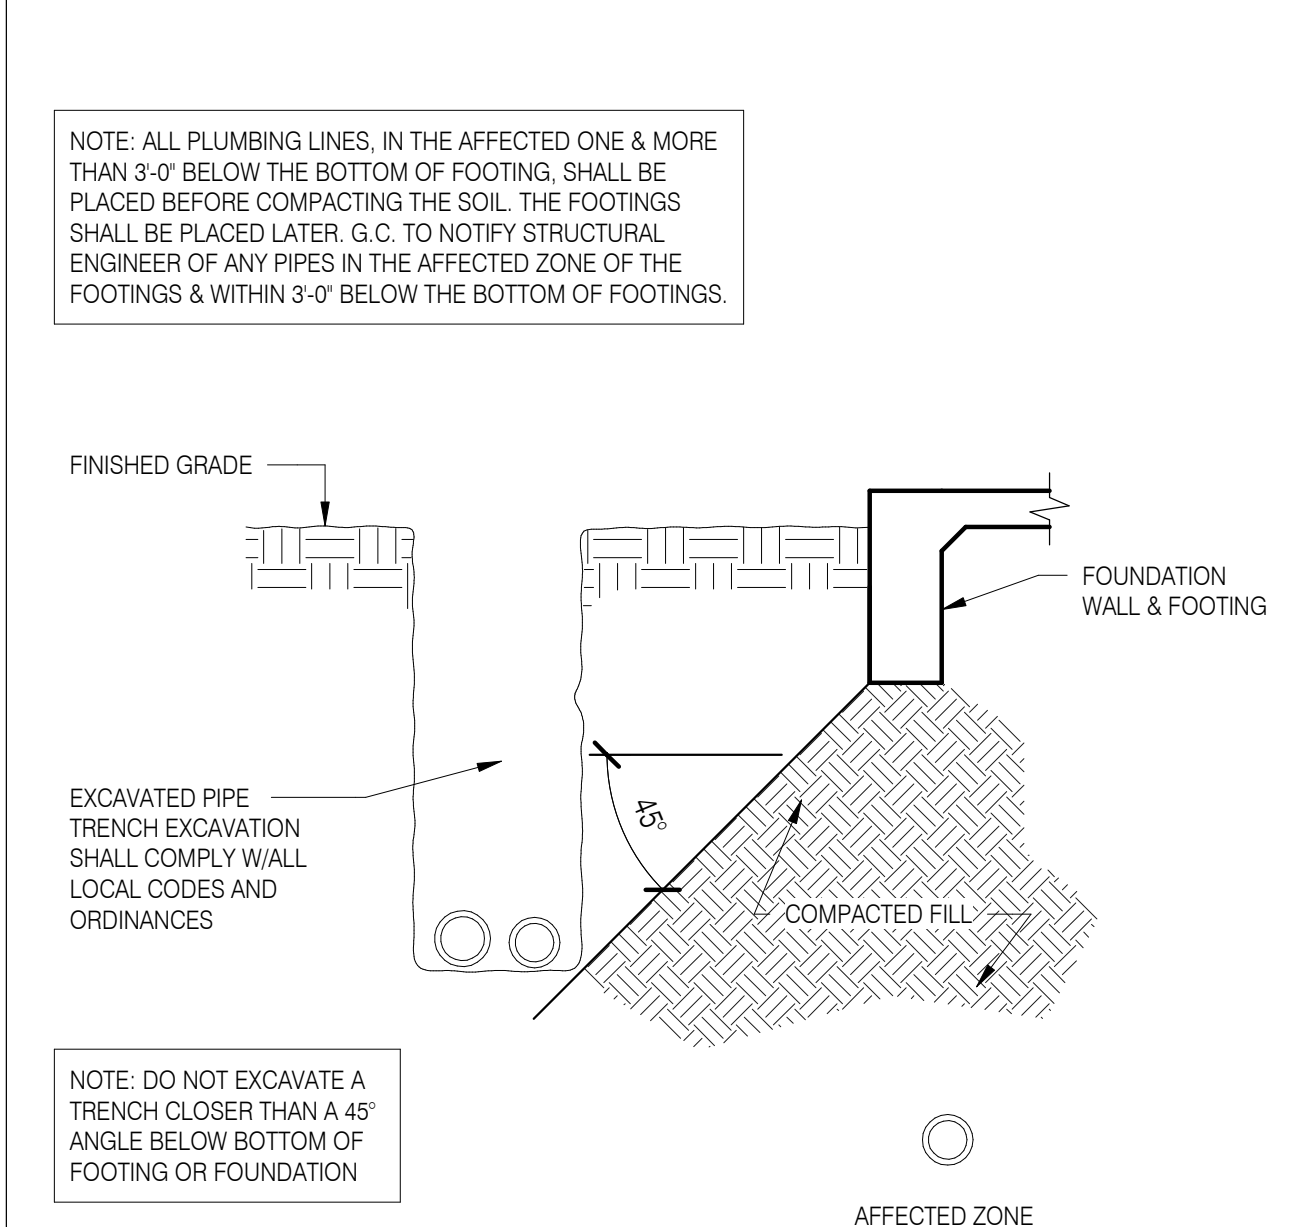 NOTE: ALL PLUMBING LINES, IN THE AFFECTED ONE & MORE
THAN 3'-0" BELOW THE BOTTOM OF FOOTING, SHALL BE
PLACED BEFORE COMPACTING THE SOIL. THE FOOTINGS
SHALL BE PLACED LATER. G.C. TO NOTIFY STRUCTURAL
ENGINEER OF ANY PIPES IN THE AFFECTED ZONE OF THE
FOOTINGS & WITHIN 3'-0" BELOW THE BOTTOM OF FOOTINGS.
FINISHED GRADE
FOUNDATION
WALL & FOOTING
EXCAVATED PIPE
TRENCH EXCAVATION
SHALL COMPLY W/ALL
LOCAL CODES AND
ORDINANCES
45°
COMPACTED FILL
NOTE: DO NOT EXCAVATE A
TRENCH CLOSER THAN A 45°
ANGLE BELOW BOTTOM OF
FOOTING OR FOUNDATION
AFFECTED ZONE